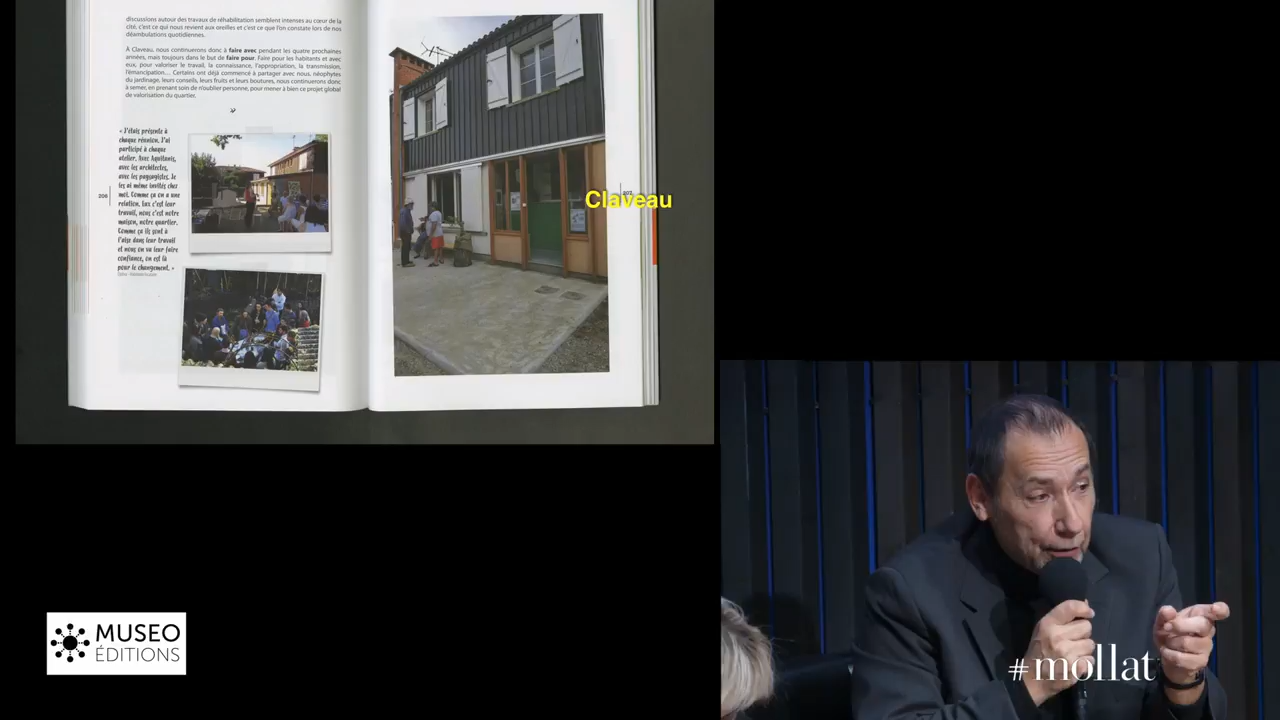 discussions autour des travaux de réhabilitation semblent intenses au cœur de la
cité, c'est ce qui nous revient aux oreilles et c'est ce que l'on constate lors de nos
déambulations quotidiennes.
À Claveau, nous continuerons donc à faire avec pendant les quatre prochaines
années, mais toujours dans le but de faire pour. Faire pour les habitants et avec
eux, pour valoriser le travail, la connaissance, l'appropriation, la transmission,
l'émancipation... Certains ont déjà commencé à partager avec nous, néophytes
du jardinage, leurs conseils, leurs fruits et leurs boutures, nous continuerons donc
à semer, en prenant soin de n'oublier personne, pour mener à bien ce projet global
de valorisation du quartier.
« J'étais présente à
chaque réunion. J'ai
participé à chaque
atelier. Avec Aquitanis,
avec les architectes,
avec les paysagistes. Je
les ai même invités chez
moi. Comme ça on a une
relation. Eux c'est leur
travail, nous c'est notre
maison, notre quartier.
Comme ça ils sont à
l'aise dans leur travail
et nous on va leur faire
confiance, on est là
pour le changement. »
206
207
Claveau
MUSEO
ÉDITIONS
#mollat